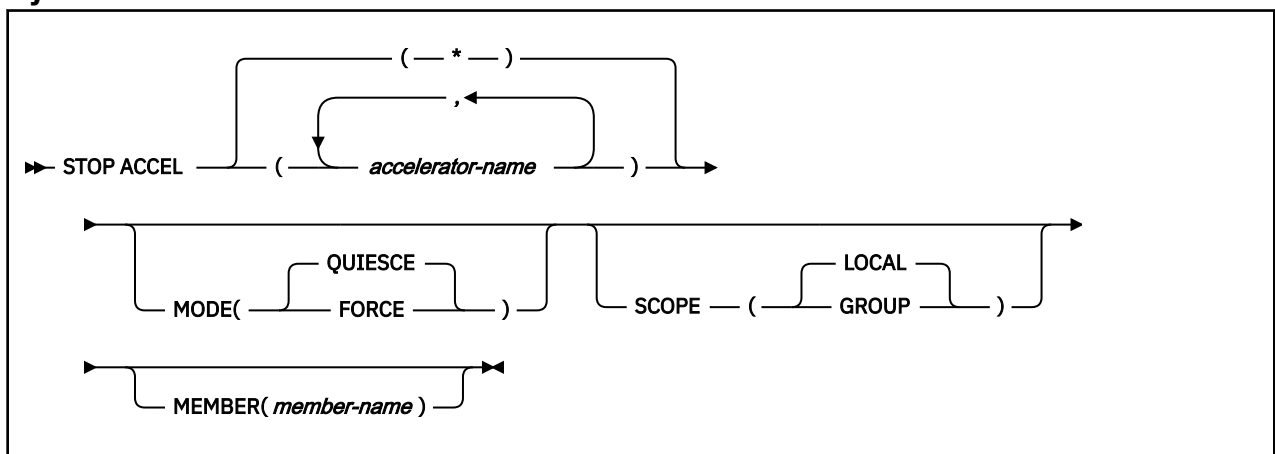 ( * )
,
STOP ACCEL ( accelerator-name )
QUIESCE LOCAL
MODE( FORCE ) SCOPE ( GROUP )
MEMBER( member-name )